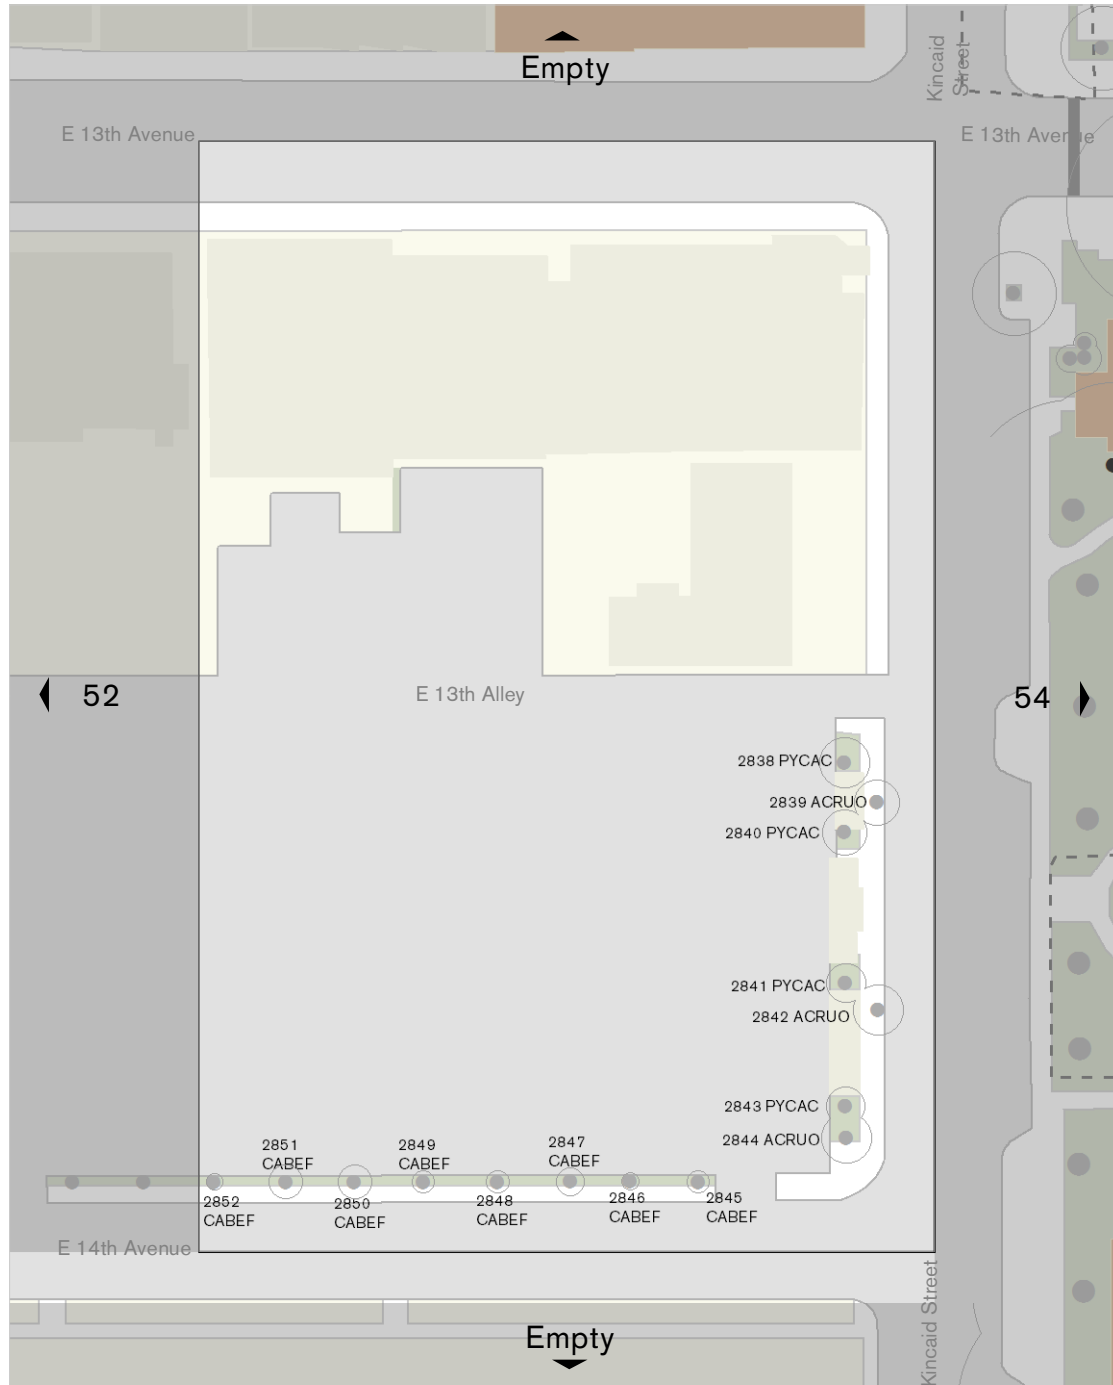 Empty
Kincaid
Street
E 13th Avenue
E 13th Avenue
52
E 13th Alley
54
2838 PYCAC
2839 ACRUO
2840 PYCAC
2841 PYCAC
2842 ACRUO
2843 PYCAC
2844 ACRUO
2851
CABEF
2849
CABEF
2847
CABEF
2852
CABEF
2850
CABEF
2848
CABEF
2846
CABEF
2845
CABEF
E 14th Avenue
Kincaid Street
Empty